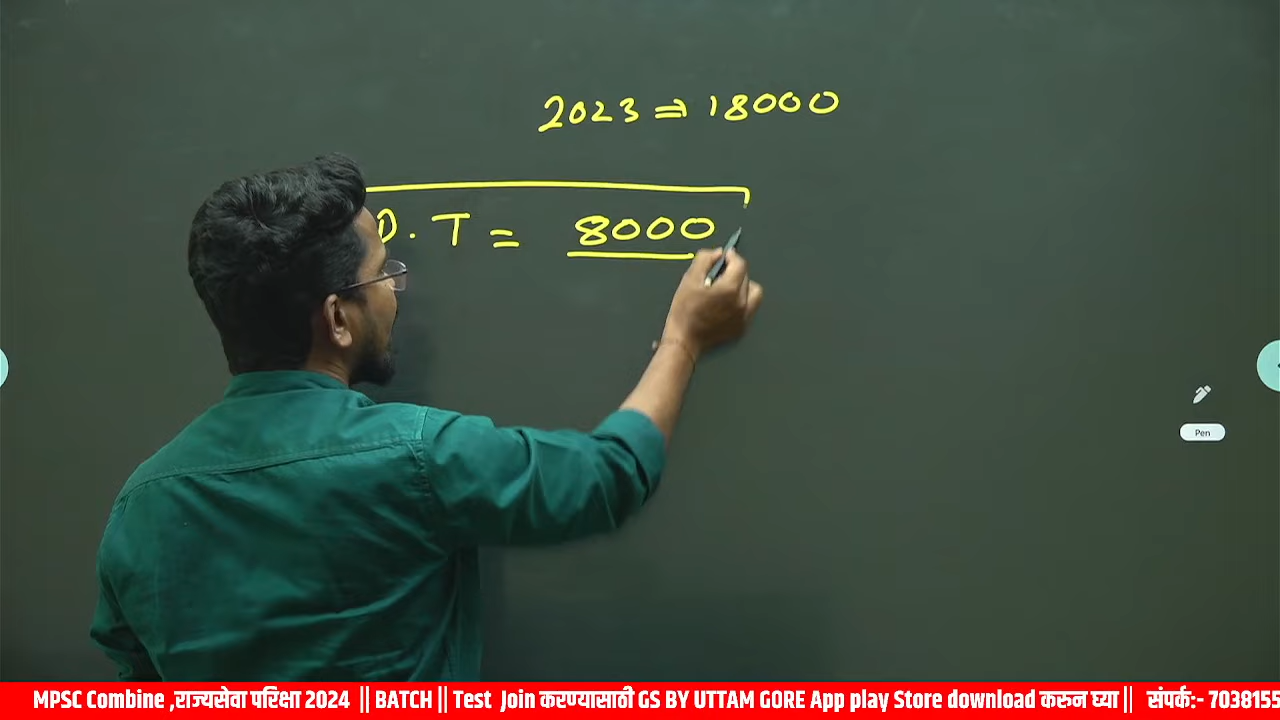 2023 ⇒ 18000
D. T = 8000
Pen
MPSC Combine ,राज्यसेवा परिक्षा 2024 || BATCH || Test Join करण्यासाठी GS BY UTTAM GORE App play Store download करुन घ्या || संपर्क:- 7038155